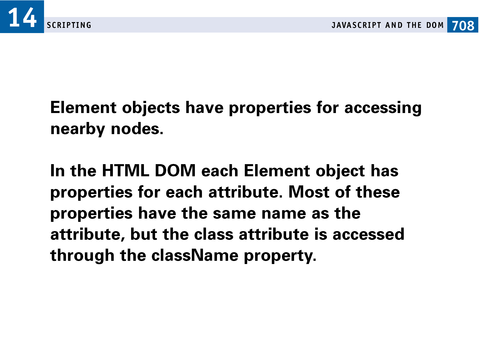 14 SCRIPTING JAVASCRIPT AND THE DOM 708
Element objects have properties for accessing
nearby nodes.
In the HTML DOM each Element object has
properties for each attribute. Most of these
properties have the same name as the
attribute, but the class attribute is accessed
through the className property.